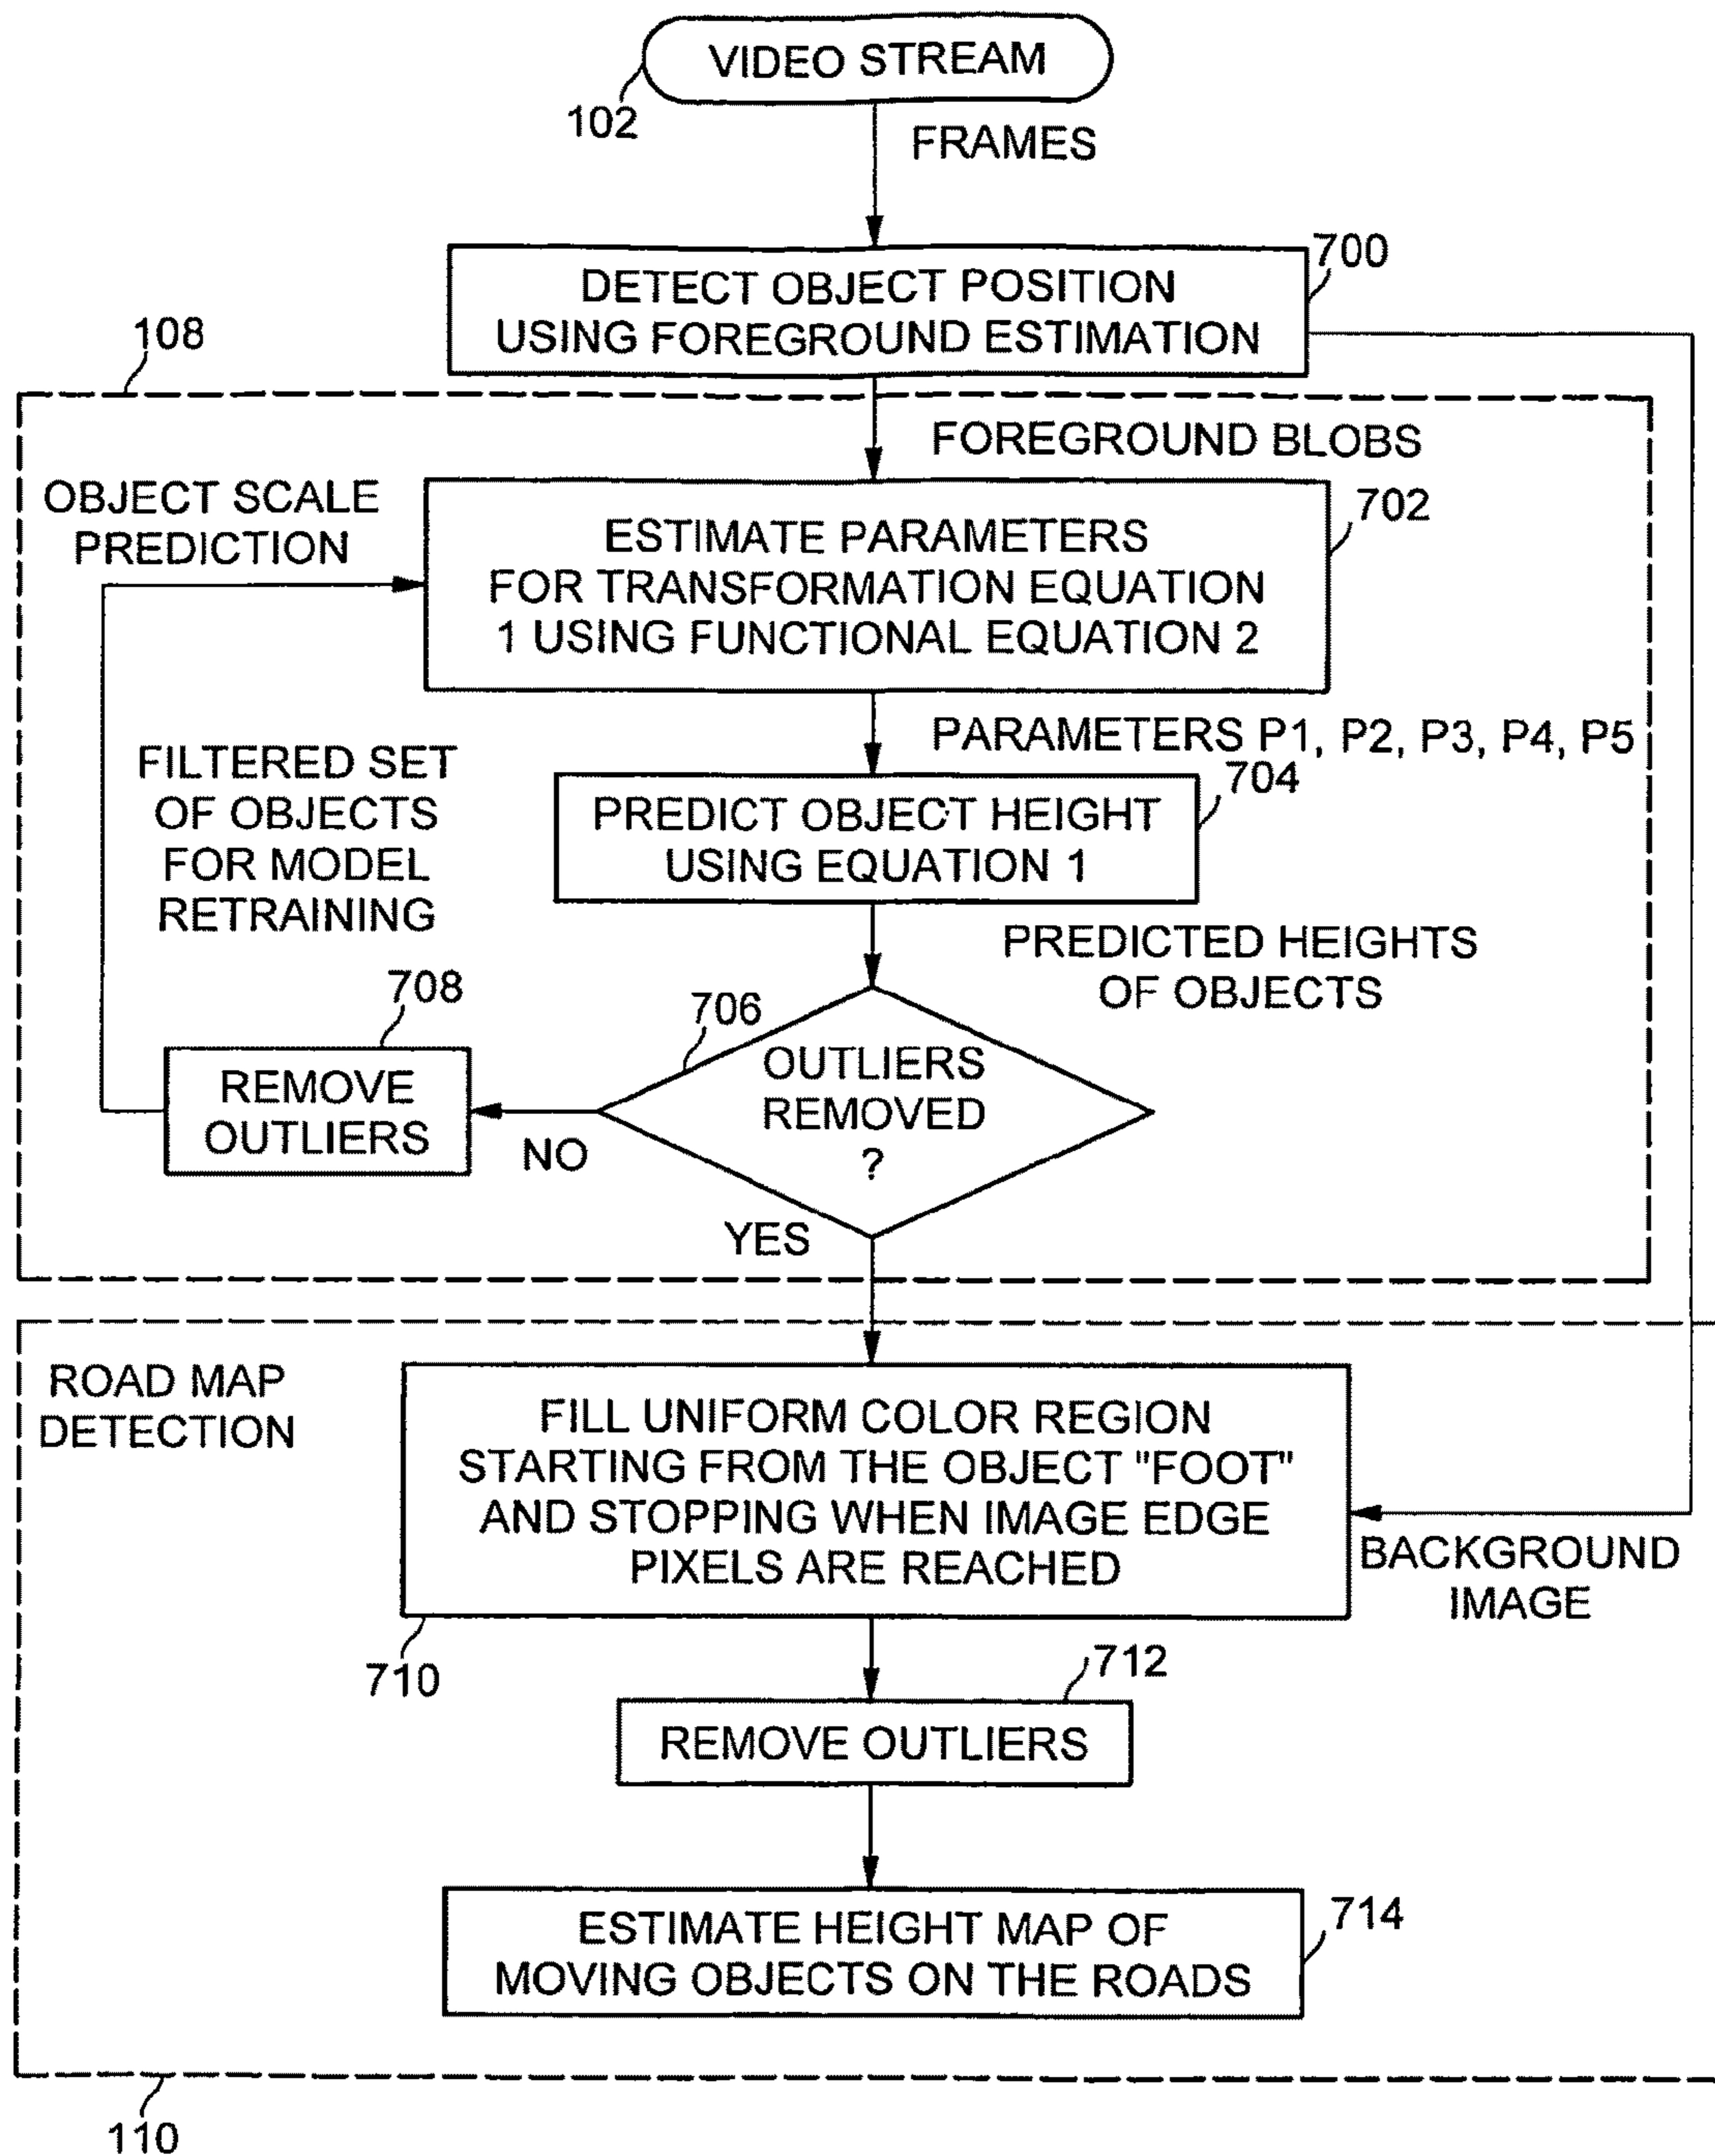 VIDEO STREAM
102
FRAMES
700
DETECT OBJECT POSITION
USING FOREGROUND ESTIMATION
108
FOREGROUND BLOBS
OBJECT SCALE
PREDICTION
702
ESTIMATE PARAMETERS
FOR TRANSFORMATION EQUATION
1 USING FUNCTIONAL EQUATION 2
PARAMETERS P1, P2, P3, P4, P5
FILTERED SET
OF OBJECTS
FOR MODEL
RETRAINING
704
PREDICT OBJECT HEIGHT
USING EQUATION 1
PREDICTED HEIGHTS
OF OBJECTS
708
706
REMOVE
OUTLIERS
NO
OUTLIERS
REMOVED
?
YES
ROAD MAP
DETECTION
FILL UNIFORM COLOR REGION
STARTING FROM THE OBJECT "FOOT"
AND STOPPING WHEN IMAGE EDGE
PIXELS ARE REACHED
BACKGROUND
IMAGE
710
712
REMOVE OUTLIERS
714
ESTIMATE HEIGHT MAP OF
MOVING OBJECTS ON THE ROADS
110